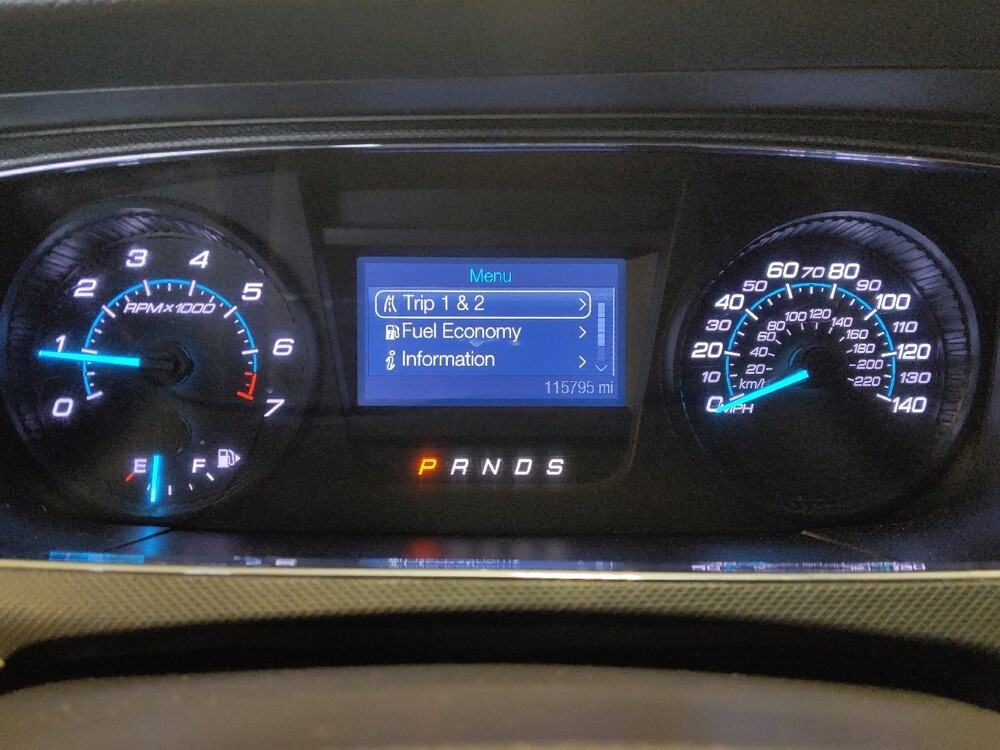 0
1
2
3
4
5
6
7
RPMx1000
E F
Menu
Trip 1 & 2
Fuel Economy
Information
115795 mi
P R N D S
0 10 20 30 40 50 60 70 80 90 100 110 120 130 140
MPH
20 40 60 80 100 120 140 160 180 200 220
km/h